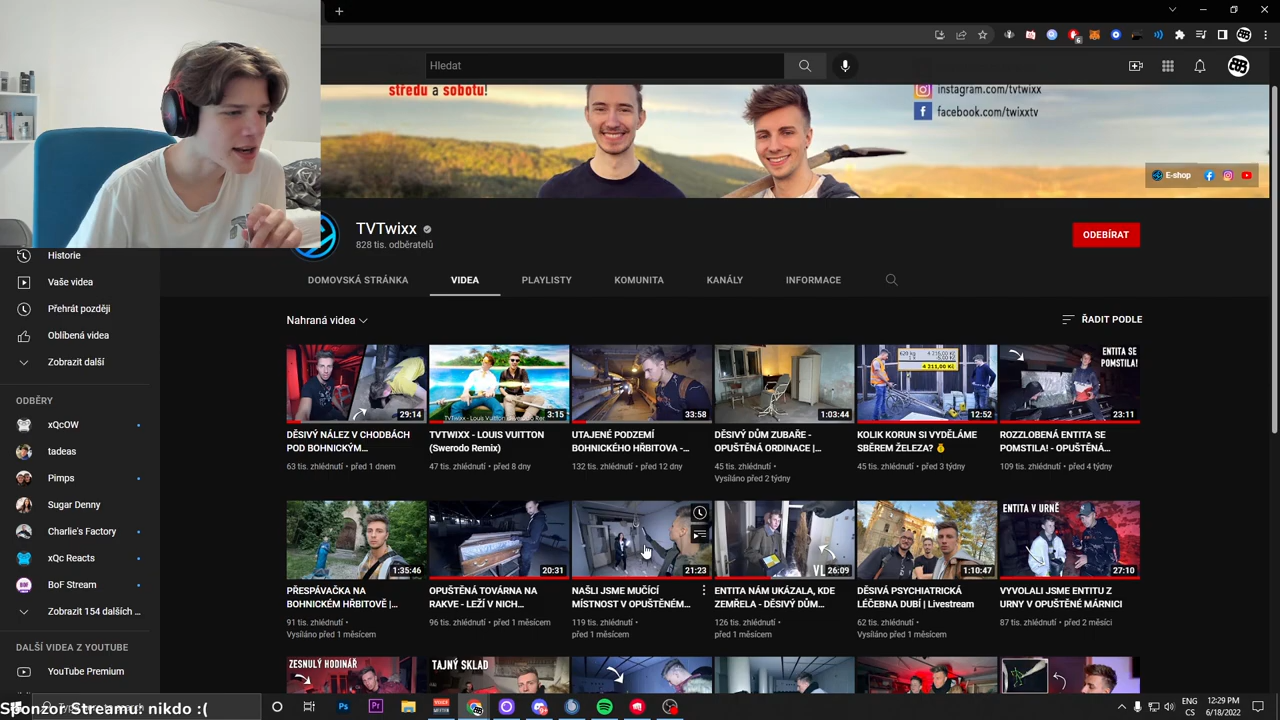 Hledat
středu a sobotu!
instagram.com/tvtwixx
facebook.com/twixxtv
E-shop
TVTwixx
828 tis. odběratelů
ODEBÍRAT
DOMOVSKÁ STRÁNKA
VIDEA
PLAYLISTY
KOMUNITA
KANÁLY
INFORMACE
Historie
Vaše videa
Přehrát později
Oblíbená videa
Zobrazit další
ODBĚRY
xQcOW
tadeas
Pimps
Sugar Denny
Charlie's Factory
xQc Reacts
BoF Stream
Zobrazit 154 dalších ...
DALŠÍ VIDEA Z YOUTUBE
YouTube Premium
Nahraná videa
ŘADIT PODLE
29:14
DĚSIVÝ NÁLEZ V CHODBÁCH
POD BOHNICKÝM...
63 tis. zhlédnutí •
před 1 dnem
TVTWIXX - LOUIS VUITTON
3:15
TVTWIXX - LOUIS VUITTON
(Swerodo Remix)
47 tis. zhlédnutí •
před 8 dny
33:58
UTAJENÉ PODZEMÍ
BOHNICKÉHO HŘBITOVA -...
132 tis. zhlédnutí •
před 12 dny
1:03:44
DĚSIVÝ DŮM ZUBAŘE -
OPUŠTĚNÁ ORDINACE |...
45 tis. zhlédnutí •
Vysíláno před 2 týdny
4 211,00 Kč
12:52
KOLIK KORUN SI VYDĚLÁME
SBĚREM ŽELEZA?
45 tis. zhlédnutí •
před 3 týdny
ENTITA SE
POMSTILA!
23:11
ROZZLOBENÁ ENTITA SE
POMSTILA! - OPUŠTĚNÁ...
109 tis. zhlédnutí •
před 4 týdny
1:35:46
PŘESPÁVAČKA NA
BOHNICKÉM HŘBITOVĚ |...
91 tis. zhlédnutí •
Vysíláno před 1 měsícem
20:31
OPUŠTĚNÁ TOVÁRNA NA
RAKVE - LEŽÍ V NICH...
96 tis. zhlédnutí •
před 1 měsícem
21:23
NAŠLI JSME MUČÍCÍ
MÍSTNOST V OPUŠTĚNÉM...
119 tis. zhlédnutí •
před 1 měsícem
VL
26:09
ENTITA NÁM UKÁZALA, KDE
ZEMŘELA - DĚSIVÝ DŮM...
126 tis. zhlédnutí •
před 1 měsícem
1:10:47
DĚSIVÁ PSYCHIATRICKÁ
LÉČEBNA DUBÍ | Livestream
62 tis. zhlédnutí •
Vysíláno před 1 měsícem
ENTITA V URNĚ
27:10
VYVOLALI JSME ENTITU Z
URNY V OPUŠTĚNÉ MÁRNICI
87 tis. zhlédnutí •
před 2 měsíci
ZESNULÝ HODINÁŘ
TAJNÝ SKLAD
Sponzor Streamu: nikdo :(
ENG
CS
12:29 PM
6/18/2022